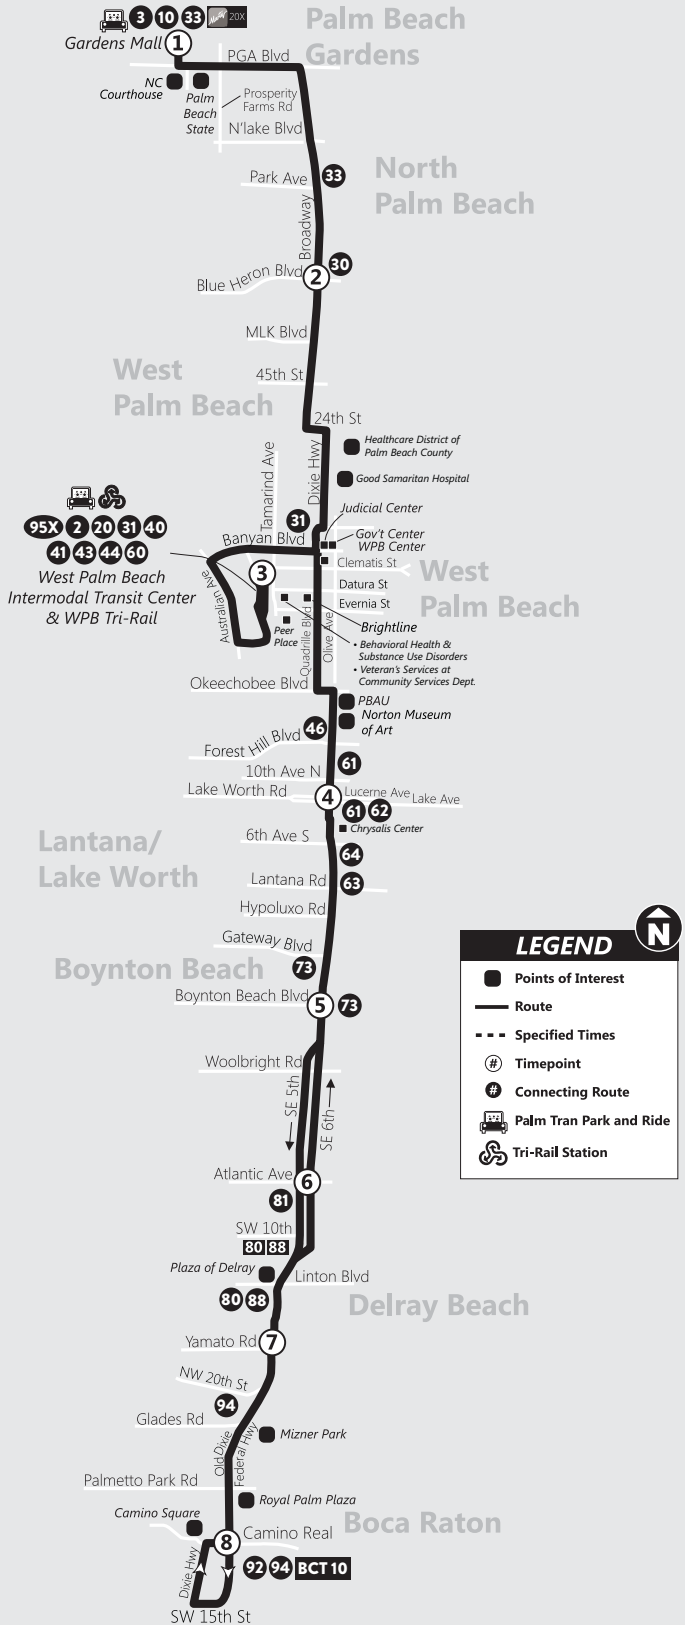 3 10 33 20X
Palm Beach
Gardens
Gardens Mall 1
PGA Blvd
NC
Courthouse
Palm
Beach
State
Prosperity
Farms Rd
N'lake Blvd
North
Palm Beach
Park Ave
33
Broadway
Blue Heron Blvd
2
30
MLK Blvd
West
Palm Beach
45th St
24th St
Healthcare District of
Palm Beach County
Tamarind Ave
Dixie Hwy
Good Samaritan Hospital
95X 2 20 31 40
41 43 44 60
West Palm Beach
Intermodal Transit Center
& WPB Tri-Rail
31
Judicial Center
Banyan Blvd
Gov't Center
WPB Center
Clematis St
3
West
Palm Beach
Datura St
Evernia St
Australian Ave
Peer
Place
Quadrille Blvd
Olive Ave
Brightline
• Behavioral Health &
Substance Use Disorders
• Veteran's Services at
Community Services Dept.
Okeechobee Blvd
PBAU
Norton Museum
of Art
46
Forest Hill Blvd
61
10th Ave N
Lake Worth Rd
4
Lucerne Ave
Lake Ave
61 62
Chrysalis Center
6th Ave S
Lantana/
Lake Worth
64
Lantana Rd
63
Hypoluxo Rd
Gateway Blvd
Boynton Beach
73
Boynton Beach Blvd
5
73
Woolbright Rd
SE 5th
SE 6th
Atlantic Ave
6
81
SW 10th
80 88
Plaza of Delray
Linton Blvd
80 88
Delray Beach
Yamato Rd
7
NW 20th St
94
Glades Rd
Old Dixie
Federal Hwy
Mizner Park
Palmetto Park Rd
Royal Palm Plaza
Camino Square
Boca Raton
8
Camino Real
Dixie Hwy
92 94 BCT 10
SW 15th St
N
LEGEND
Points of Interest
Route
Specified Times
# Timepoint
# Connecting Route
Palm Tran Park and Ride
Tri-Rail Station